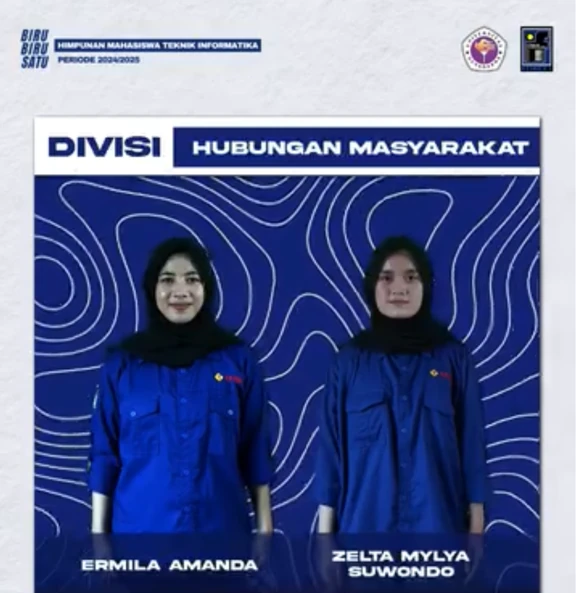 BIRU
BIRU
SATU
HIMPUNAN MAHASISWA TEKNIK INFORMATIKA
PERIODE 2024/2025
DIVISI HUBUNGAN MASYARAKAT
ERMILA AMANDA
ZELTA MYLYA
SUWONDO